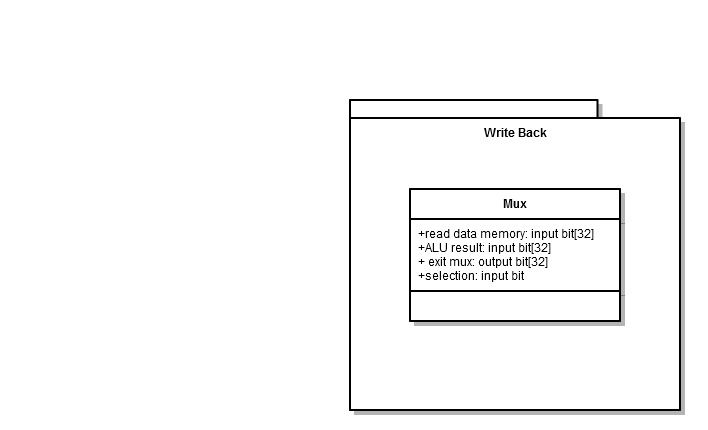 Write Back
Mux
+read data memory: input bit[32]
+ALU result: input bit[32]
+ exit mux: output bit[32]
+selection: input bit